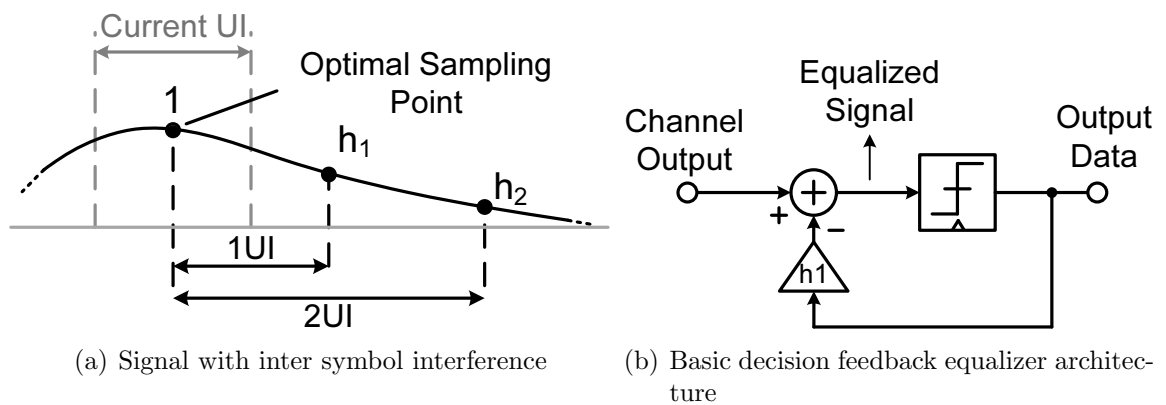 Current UI
Optimal Sampling
Point
1
h₁
h₂
1UI
2UI
(a) Signal with inter symbol interference
Equalized
Signal
Channel
Output
Output
Data
+
+
−
h1
(b) Basic decision feedback equalizer architec-
ture